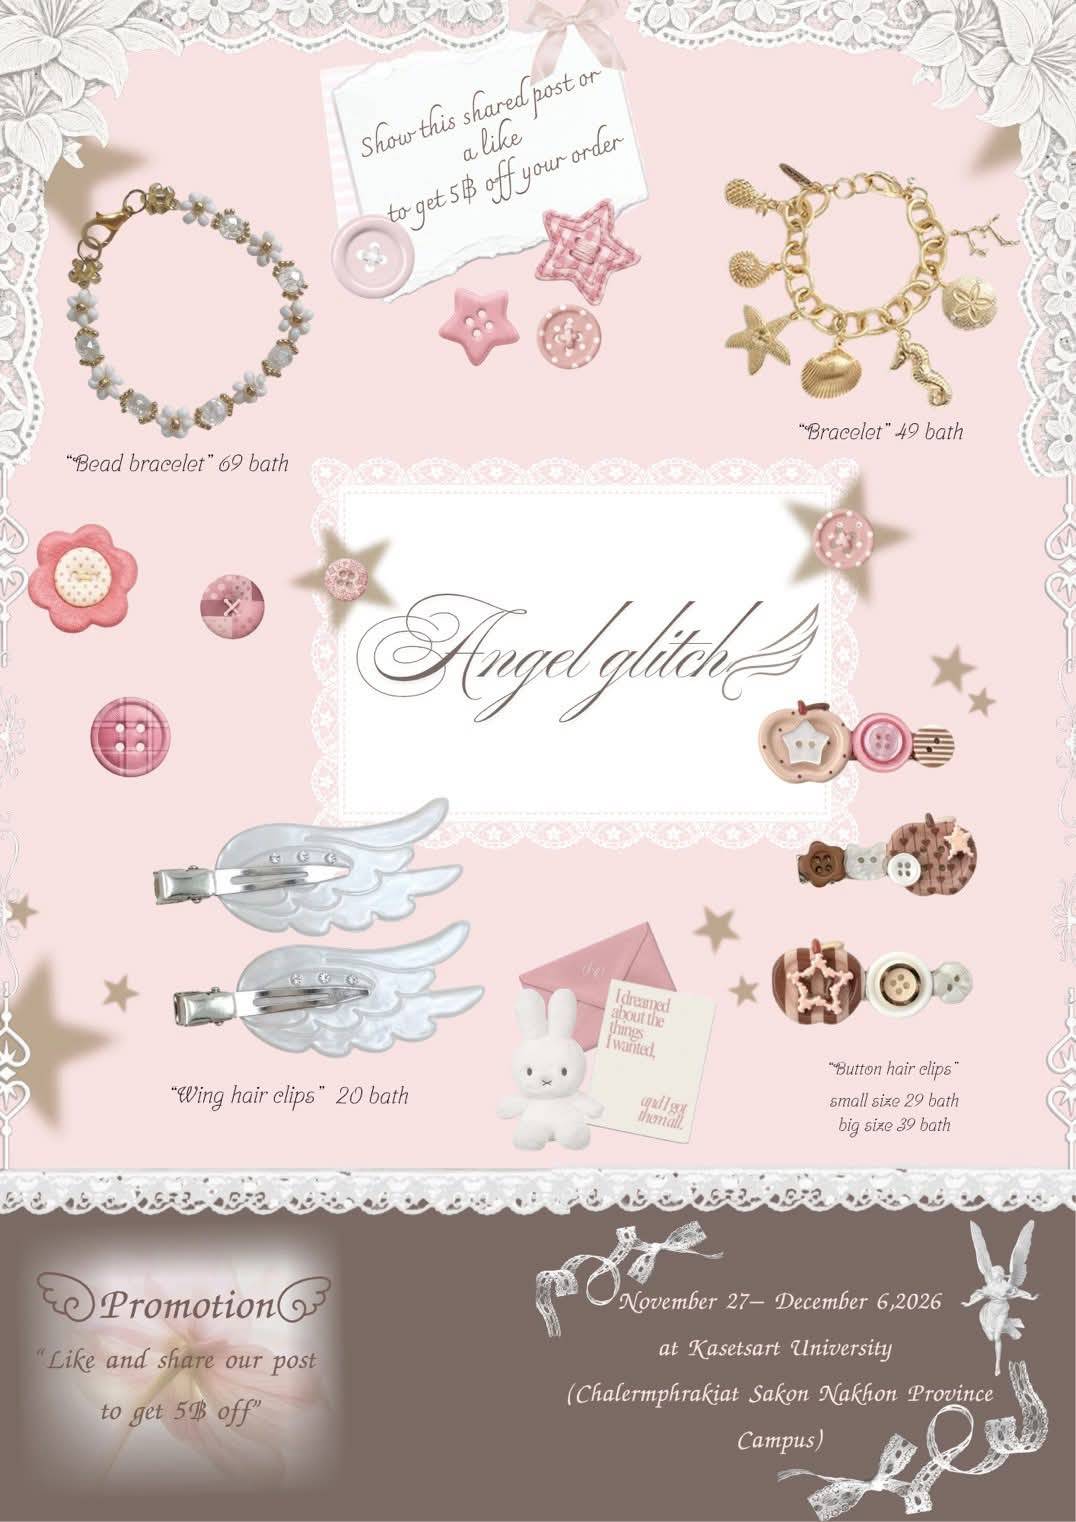 Show this shared post or
a like
to get 5฿ off your order
"Bead bracelet" 69 bath
"Bracelet" 49 bath
Angel glitch
"Wing hair clips" 20 bath
I dreamed
about the
things
I wanted,
and I got
them all.
"Button hair clips"
small size 29 bath
big size 39 bath
Promotion
"Like and share our post
to get 5฿ off"
November 27– December 6,2026
at Kasetsart University
(Chalermphrakiat Sakon Nakhon Province
Campus)